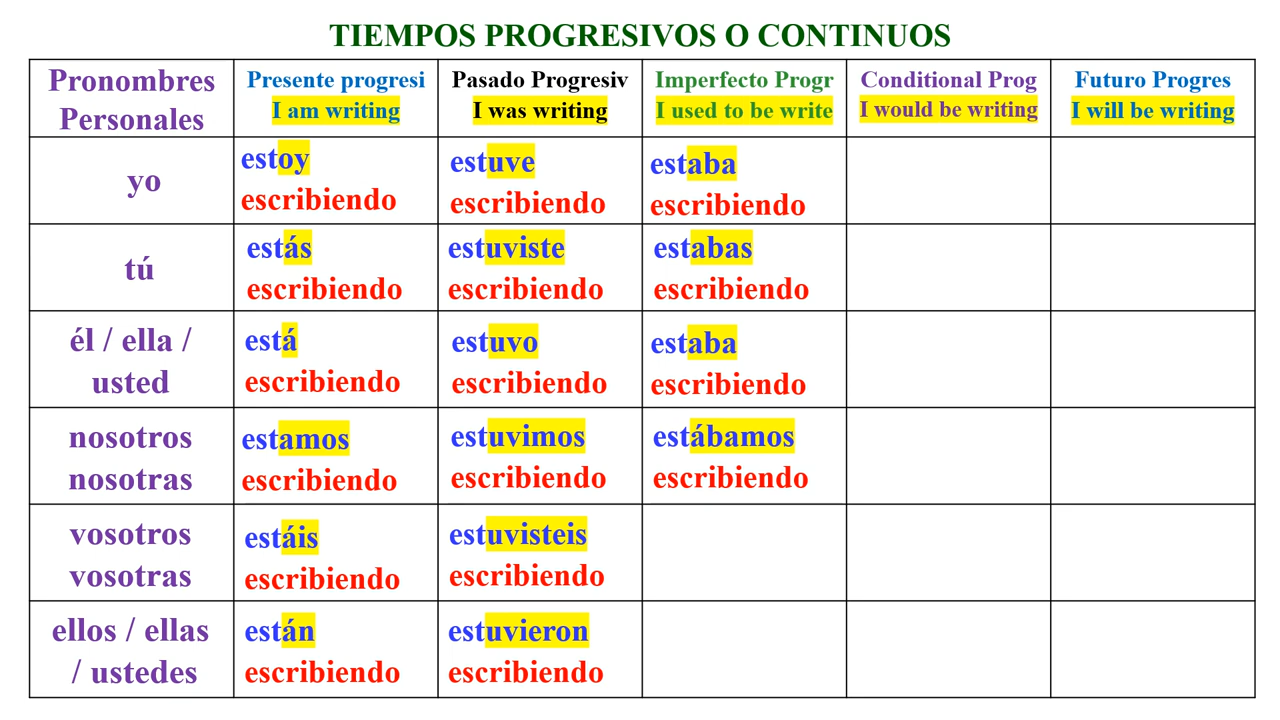 TIEMPOS PROGRESIVOS O CONTINUOS
Pronombres
Personales
Presente progresi
I am writing
Pasado Progresiv
I was writing
Imperfecto Progr
I used to be write
Conditional Prog
I would be writing
Futuro Progres
I will be writing
yo
estoy
escribiendo
estuve
escribiendo
estaba
escribiendo
tú
estás
escribiendo
estuviste
escribiendo
estabas
escribiendo
él / ella /
usted
está
escribiendo
estuvo
escribiendo
estaba
escribiendo
nosotros
nosotras
estamos
escribiendo
estuvimos
escribiendo
estábamos
escribiendo
vosotros
vosotras
estáis
escribiendo
estuvisteis
escribiendo
ellos / ellas
/ ustedes
están
escribiendo
estuvieron
escribiendo